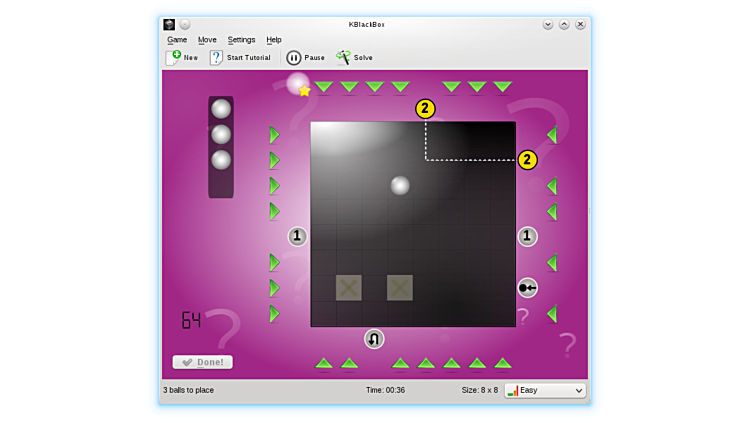 KBlackBox
Game Move Settings Help
New Start Tutorial Pause Solve
2
2
1 1
64
Done!
3 balls to place Time: 00:36 Size: 8 x 8 Easy